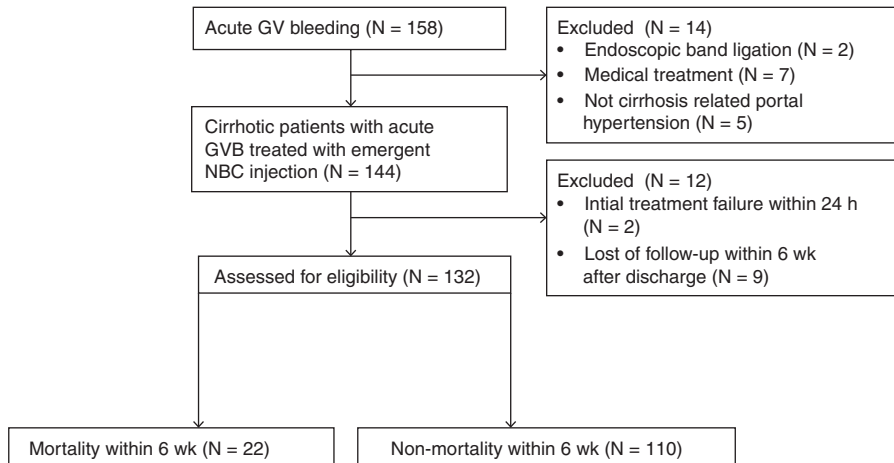 Acute GV bleeding (N = 158)
Excluded (N = 14)
• Endoscopic band ligation (N = 2)
• Medical treatment (N = 7)
• Not cirrhosis related portal
hypertension (N = 5)
Cirrhotic patients with acute
GVB treated with emergent
NBC injection (N = 144)
Excluded (N = 12)
• Intial treatment failure within 24 h
(N = 2)
• Lost of follow-up within 6 wk
after discharge (N = 9)
Assessed for eligibility (N = 132)
Mortality within 6 wk (N = 22)
Non-mortality within 6 wk (N = 110)